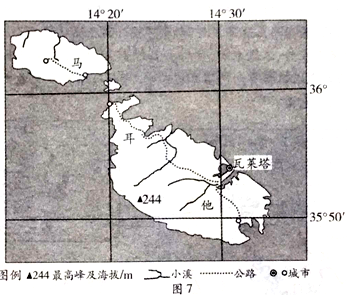 14°20′ 14°30′
马
36°
耳
瓦莱塔
▲244 他
35°50′
图例 ▲244 最高峰及海拔/m 小溪 公路 城市
图7